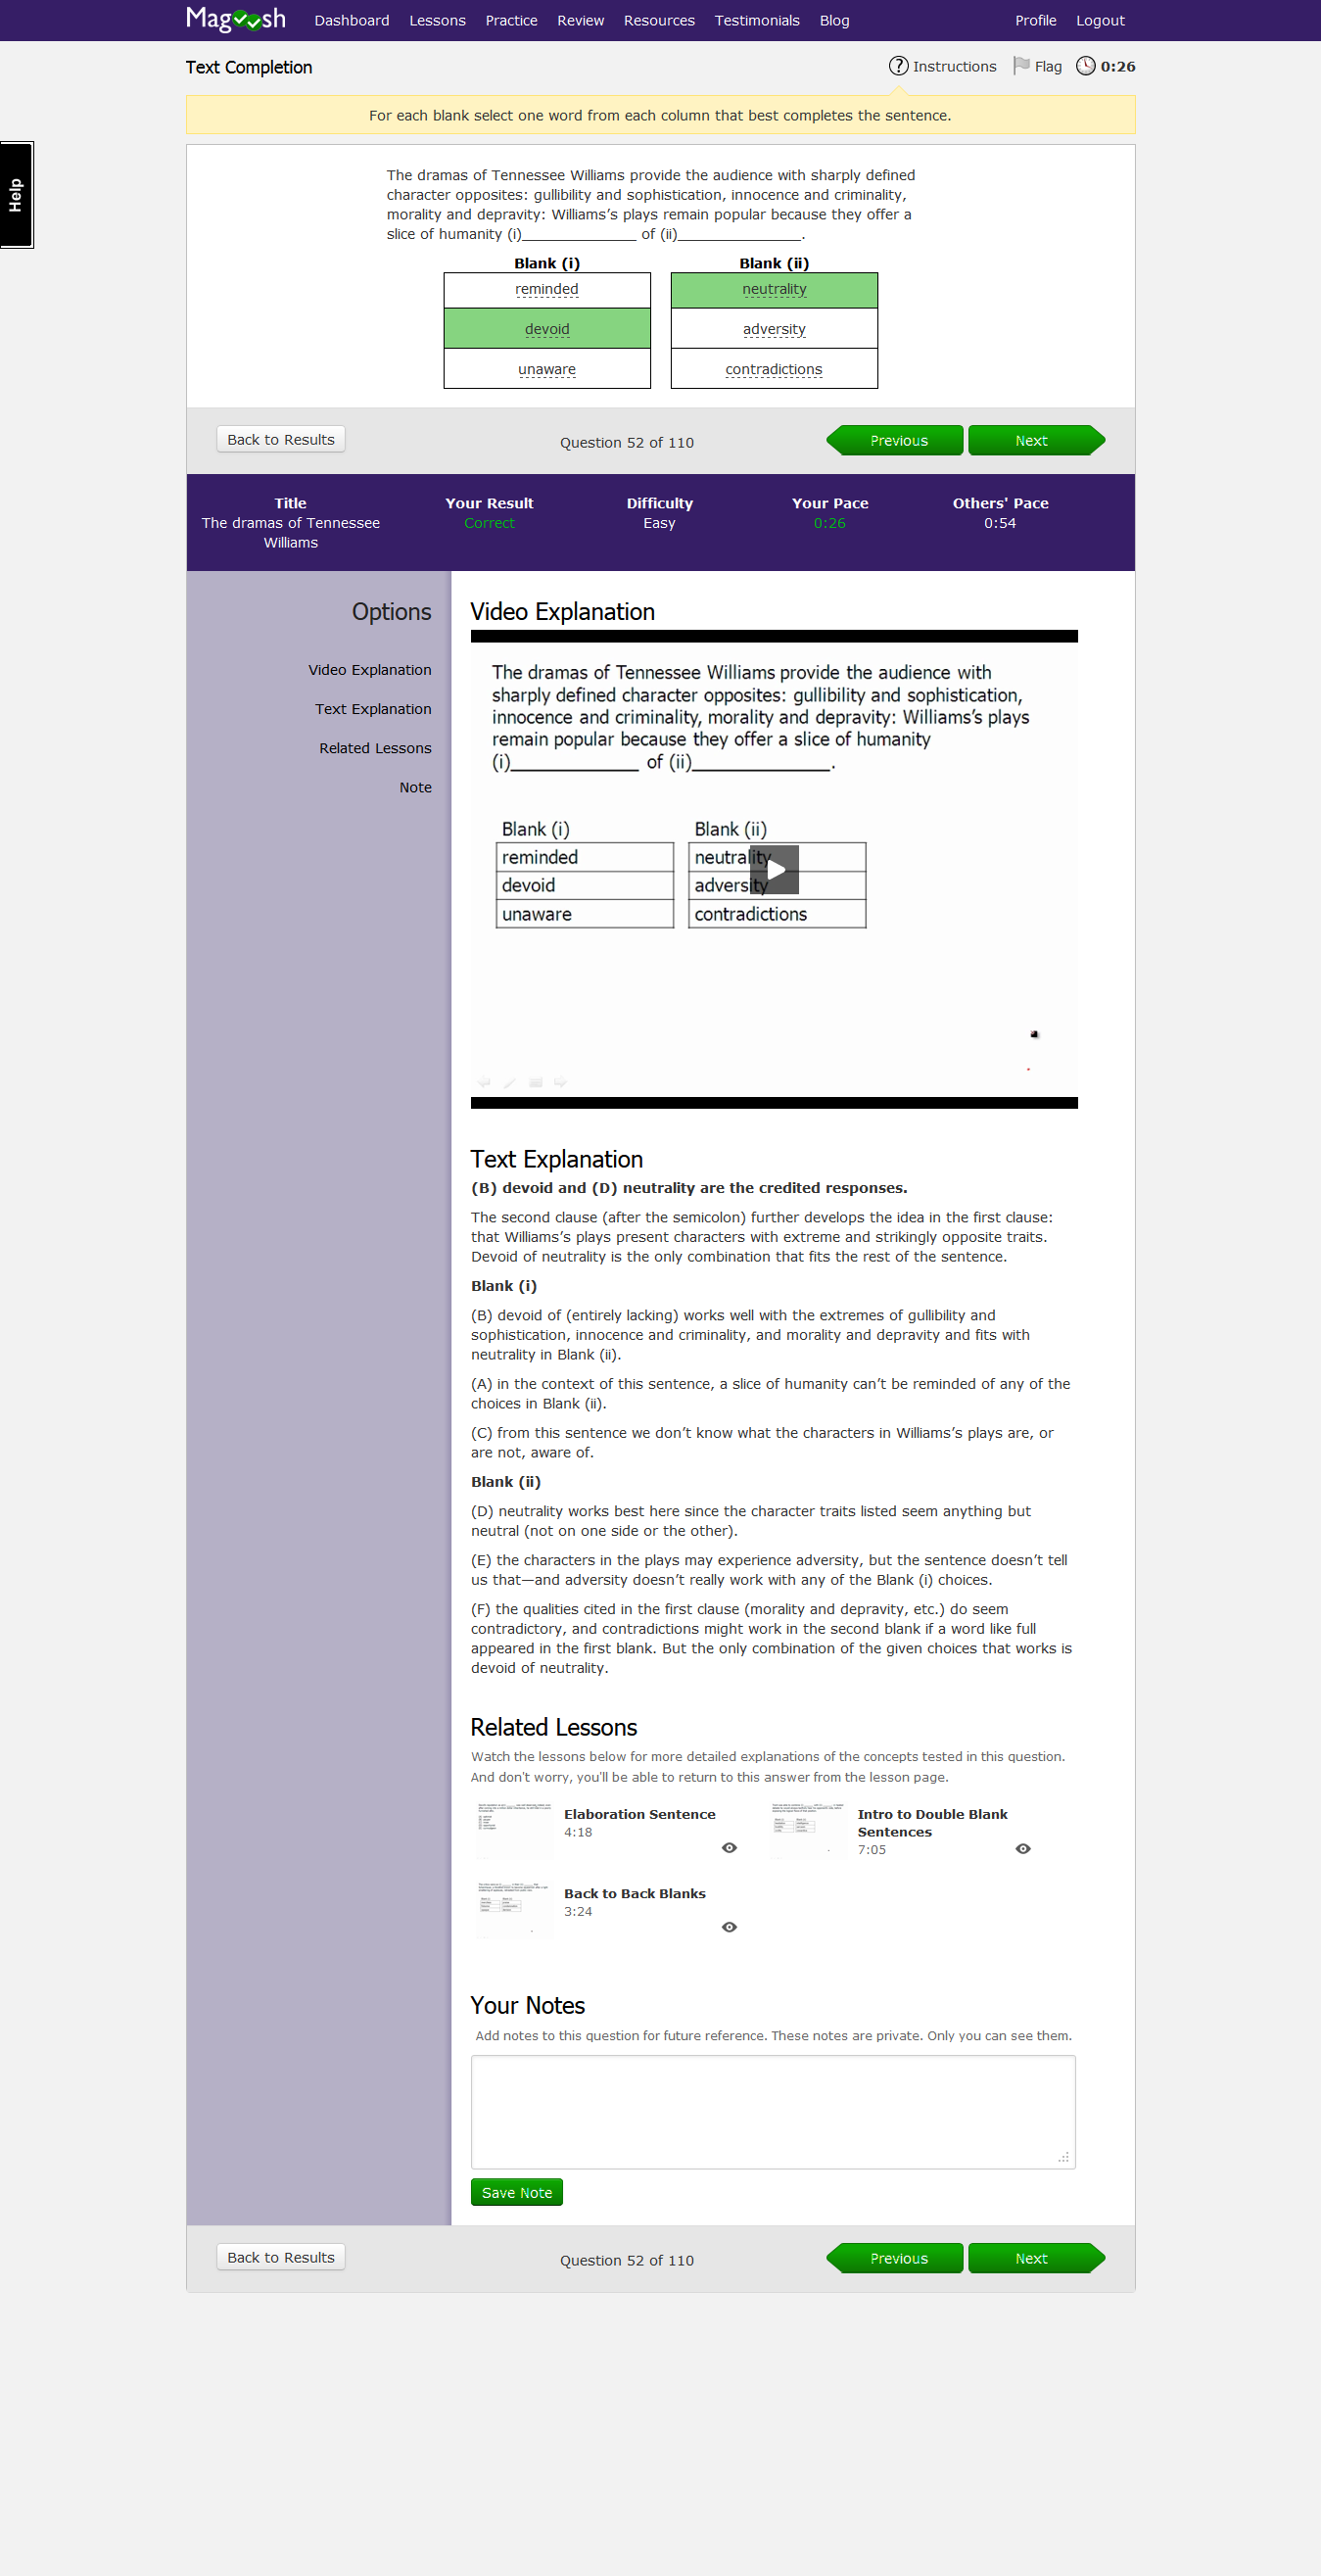 Magoosh Dashboard Lessons Practice Review Resources Testimonials Blog Profile Logout
Text Completion
? Instructions Flag 0:26
For each blank select one word from each column that best completes the sentence.
Help
The dramas of Tennessee Williams provide the audience with sharply defined
character opposites: gullibility and sophistication, innocence and criminality,
morality and depravity: Williams’s plays remain popular because they offer a
slice of humanity (i)______________ of (ii)_______________.
Blank (i) Blank (ii)
reminded neutrality
devoid adversity
unaware contradictions
Back to Results Question 52 of 110 Previous Next
Title Your Result Difficulty Your Pace Others' Pace
The dramas of Tennessee Correct Easy 0:26 0:54
Williams
Options
Video Explanation
Text Explanation
Related Lessons
Note
Video Explanation
The dramas of Tennessee Williams provide the audience with
sharply defined character opposites: gullibility and sophistication,
innocence and criminality, morality and depravity: Williams’s plays
remain popular because they offer a slice of humanity
(i)_____________ of (ii)______________.
Blank (i) Blank (ii)
reminded neutrality
devoid adversity
unaware contradictions
Text Explanation
(B) devoid and (D) neutrality are the credited responses.
The second clause (after the semicolon) further develops the idea in the first clause:
that Williams’s plays present characters with extreme and strikingly opposite traits.
Devoid of neutrality is the only combination that fits the rest of the sentence.
Blank (i)
(B) devoid of (entirely lacking) works well with the extremes of gullibility and
sophistication, innocence and criminality, and morality and depravity and fits with
neutrality in Blank (ii).
(A) in the context of this sentence, a slice of humanity can’t be reminded of any of the
choices in Blank (ii).
(C) from this sentence we don’t know what the characters in Williams’s plays are, or
are not, aware of.
Blank (ii)
(D) neutrality works best here since the character traits listed seem anything but
neutral (not on one side or the other).
(E) the characters in the plays may experience adversity, but the sentence doesn’t tell
us that—and adversity doesn’t really work with any of the Blank (i) choices.
(F) the qualities cited in the first clause (morality and depravity, etc.) do seem
contradictory, and contradictions might work in the second blank if a word like full
appeared in the first blank. But the only combination of the given choices that works is
devoid of neutrality.
Related Lessons
Watch the lessons below for more detailed explanations of the concepts tested in this question.
And don't worry, you'll be able to return to this answer from the lesson page.
Elaboration Sentence
4:18
Intro to Double Blank
Sentences
7:05
Back to Back Blanks
3:24
Your Notes
Add notes to this question for future reference. These notes are private. Only you can see them.
Save Note
Back to Results Question 52 of 110 Previous Next